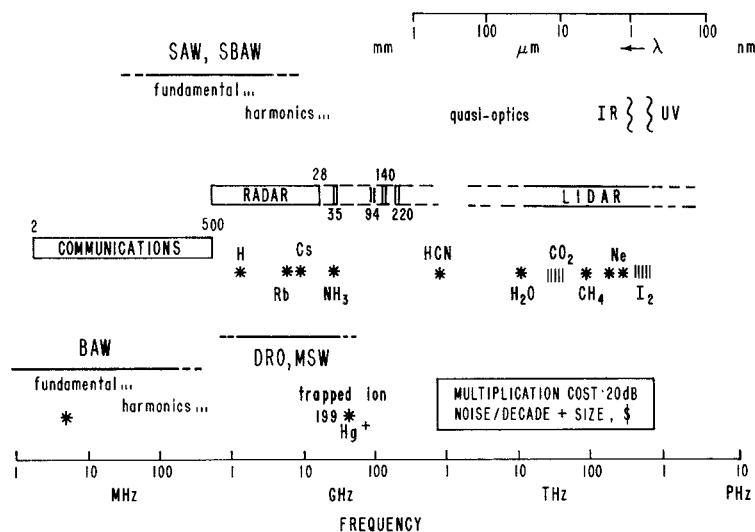 1 100 1 100
SAW, SBAW mm μm ← λ nm
fundamental...
harmonics... quasi-optics IR UV
28 140
RADAR LIDAR
35 94 220
2 500
COMMUNICATIONS H Cs HCN CO2 Ne
Rb NH3 H2O CH4 I2
BAW DRO,MSW
fundamental...
harmonics...
trapped ion
199 Hg+
MULTIPLICATION COST·20dB
NOISE/DECADE + SIZE, $
1 10 100 1 10 100 1 10 100 1 10
MHz GHz THz PHz
FREQUENCY